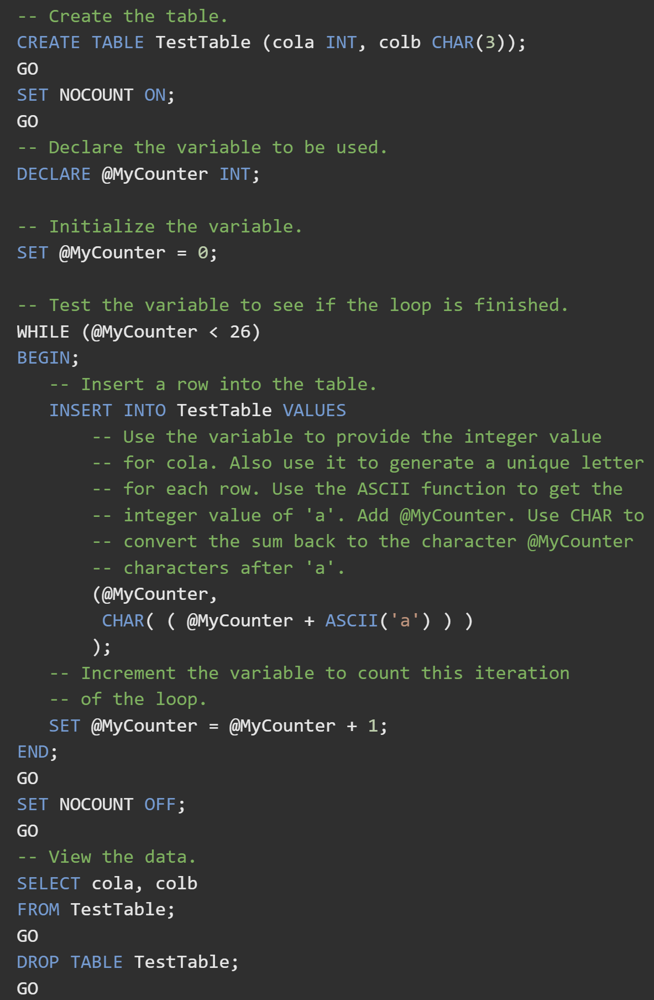 -- Create the table.
CREATE TABLE TestTable (cola INT, colb CHAR(3));
GO
SET NOCOUNT ON;
GO
-- Declare the variable to be used.
DECLARE @MyCounter INT;

-- Initialize the variable.
SET @MyCounter = 0;

-- Test the variable to see if the loop is finished.
WHILE (@MyCounter < 26)
BEGIN;
   -- Insert a row into the table.
   INSERT INTO TestTable VALUES
       -- Use the variable to provide the integer value
       -- for cola. Also use it to generate a unique letter
       -- for each row. Use the ASCII function to get the
       -- integer value of 'a'. Add @MyCounter. Use CHAR to
       -- convert the sum back to the character @MyCounter
       -- characters after 'a'.
       (@MyCounter,
        CHAR( ( @MyCounter + ASCII('a') ) )
       );
   -- Increment the variable to count this iteration
   -- of the loop.
   SET @MyCounter = @MyCounter + 1;
END;
GO
SET NOCOUNT OFF;
GO
-- View the data.
SELECT cola, colb
FROM TestTable;
GO
DROP TABLE TestTable;
GO